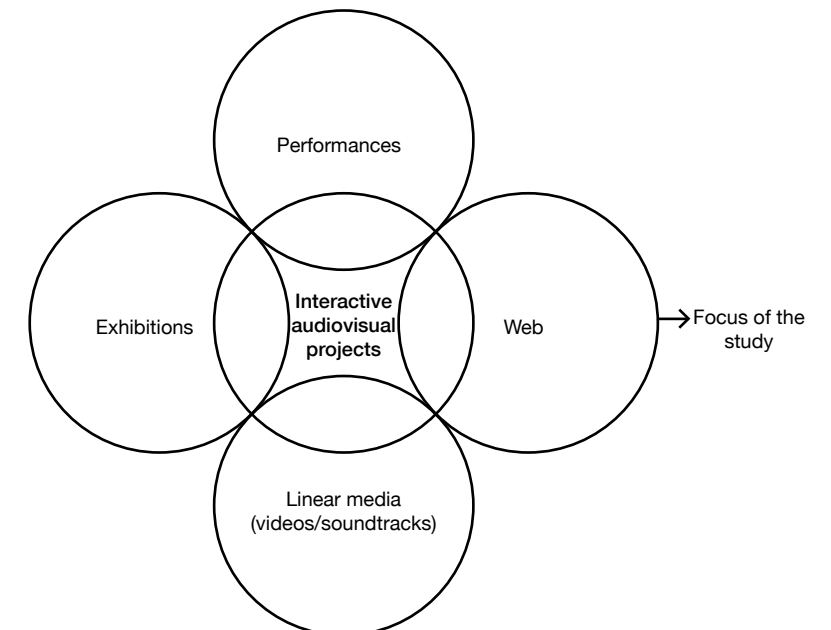 Performances
Exhibitions
Interactive
audiovisual
projects
Web
Focus of the
study
Linear media
(videos/soundtracks)